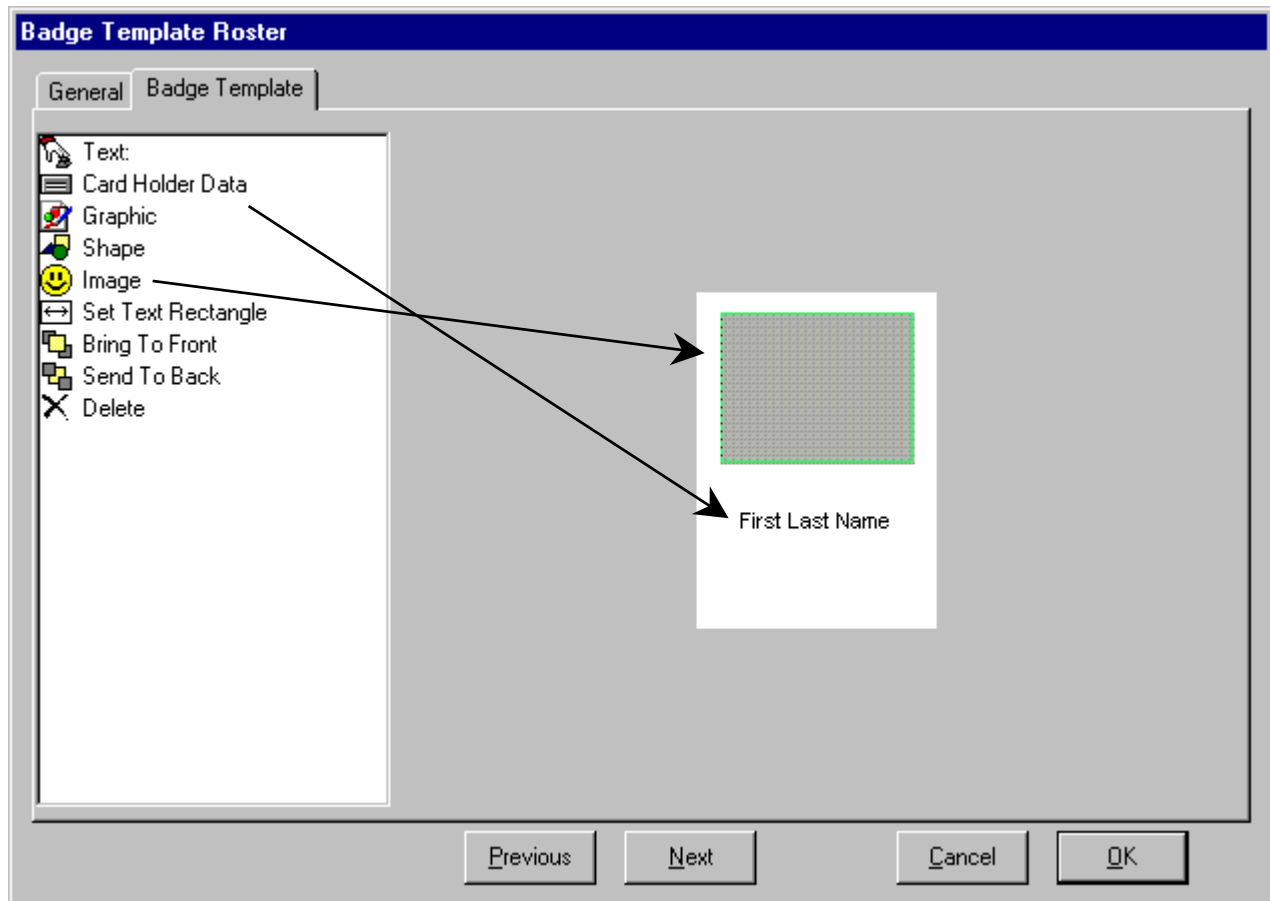 Badge Template Roster
General Badge Template
Text:
Card Holder Data
Graphic
Shape
Image
Set Text Rectangle
Bring To Front
Send To Back
Delete
First Last Name
Previous Next Cancel OK